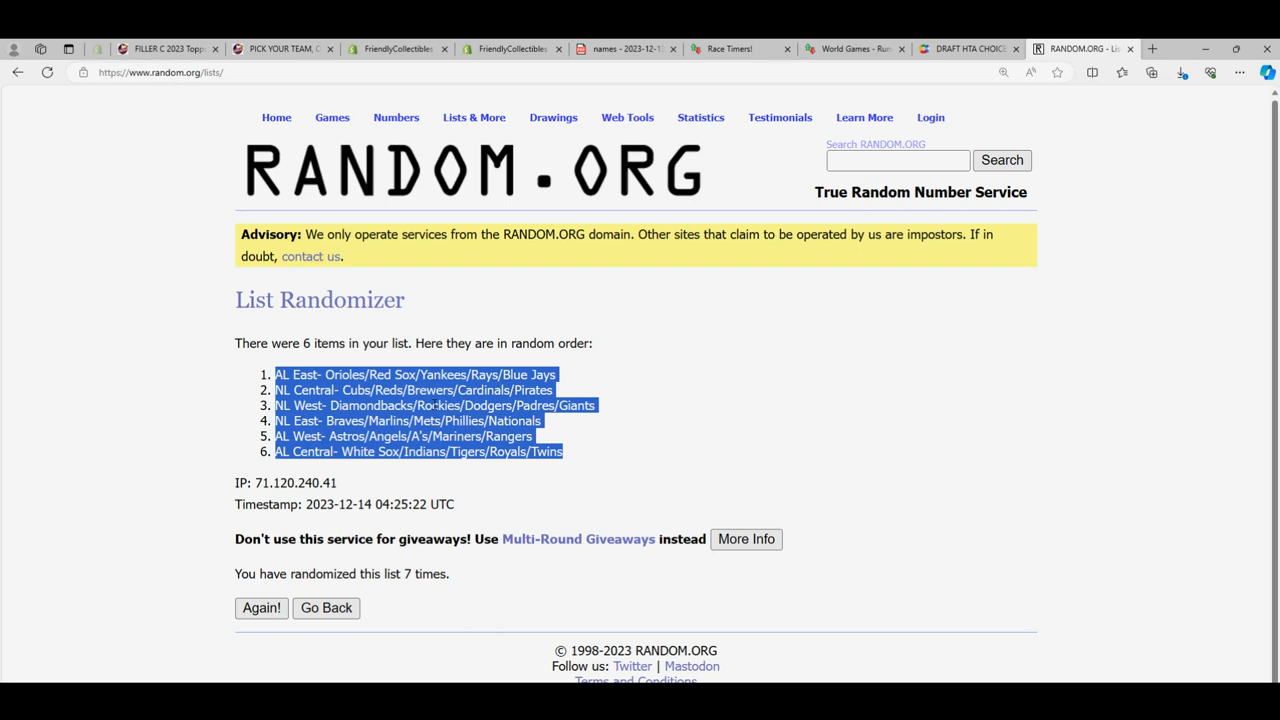 FILLER C 2023 Topp
PICK YOUR TEAM, C
FriendlyCollectibles
FriendlyCollectibles
names - 2023-12-13
Race Timers!
World Games - Run
DRAFT HTA CHOICE
RANDOM.ORG - Lis
https://www.random.org/lists/
Home Games Numbers Lists & More Drawings Web Tools Statistics Testimonials Learn More Login
RANDOM.ORG
Search RANDOM.ORG
Search
True Random Number Service
Advisory: We only operate services from the RANDOM.ORG domain. Other sites that claim to be operated by us are impostors. If in
doubt, contact us.
List Randomizer
There were 6 items in your list. Here they are in random order:
1. AL East- Orioles/Red Sox/Yankees/Rays/Blue Jays
2. NL Central- Cubs/Reds/Brewers/Cardinals/Pirates
3. NL West- Diamondbacks/Rockies/Dodgers/Padres/Giants
4. NL East- Braves/Marlins/Mets/Phillies/Nationals
5. AL West- Astros/Angels/A's/Mariners/Rangers
6. AL Central- White Sox/Indians/Tigers/Royals/Twins
IP: 71.120.240.41
Timestamp: 2023-12-14 04:25:22 UTC
Don't use this service for giveaways! Use Multi-Round Giveaways instead More Info
You have randomized this list 7 times.
Again! Go Back
© 1998-2023 RANDOM.ORG
Follow us: Twitter | Mastodon
Terms and Conditions